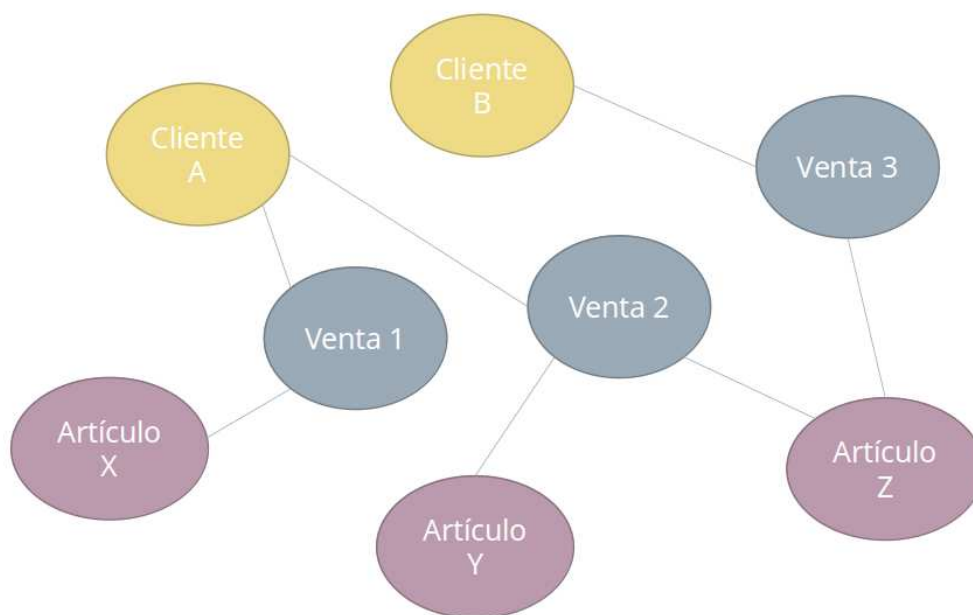 Cliente
B
Cliente
A
Venta 3
Venta 2
Venta 1
Artículo
X
Artículo
Z
Artículo
Y